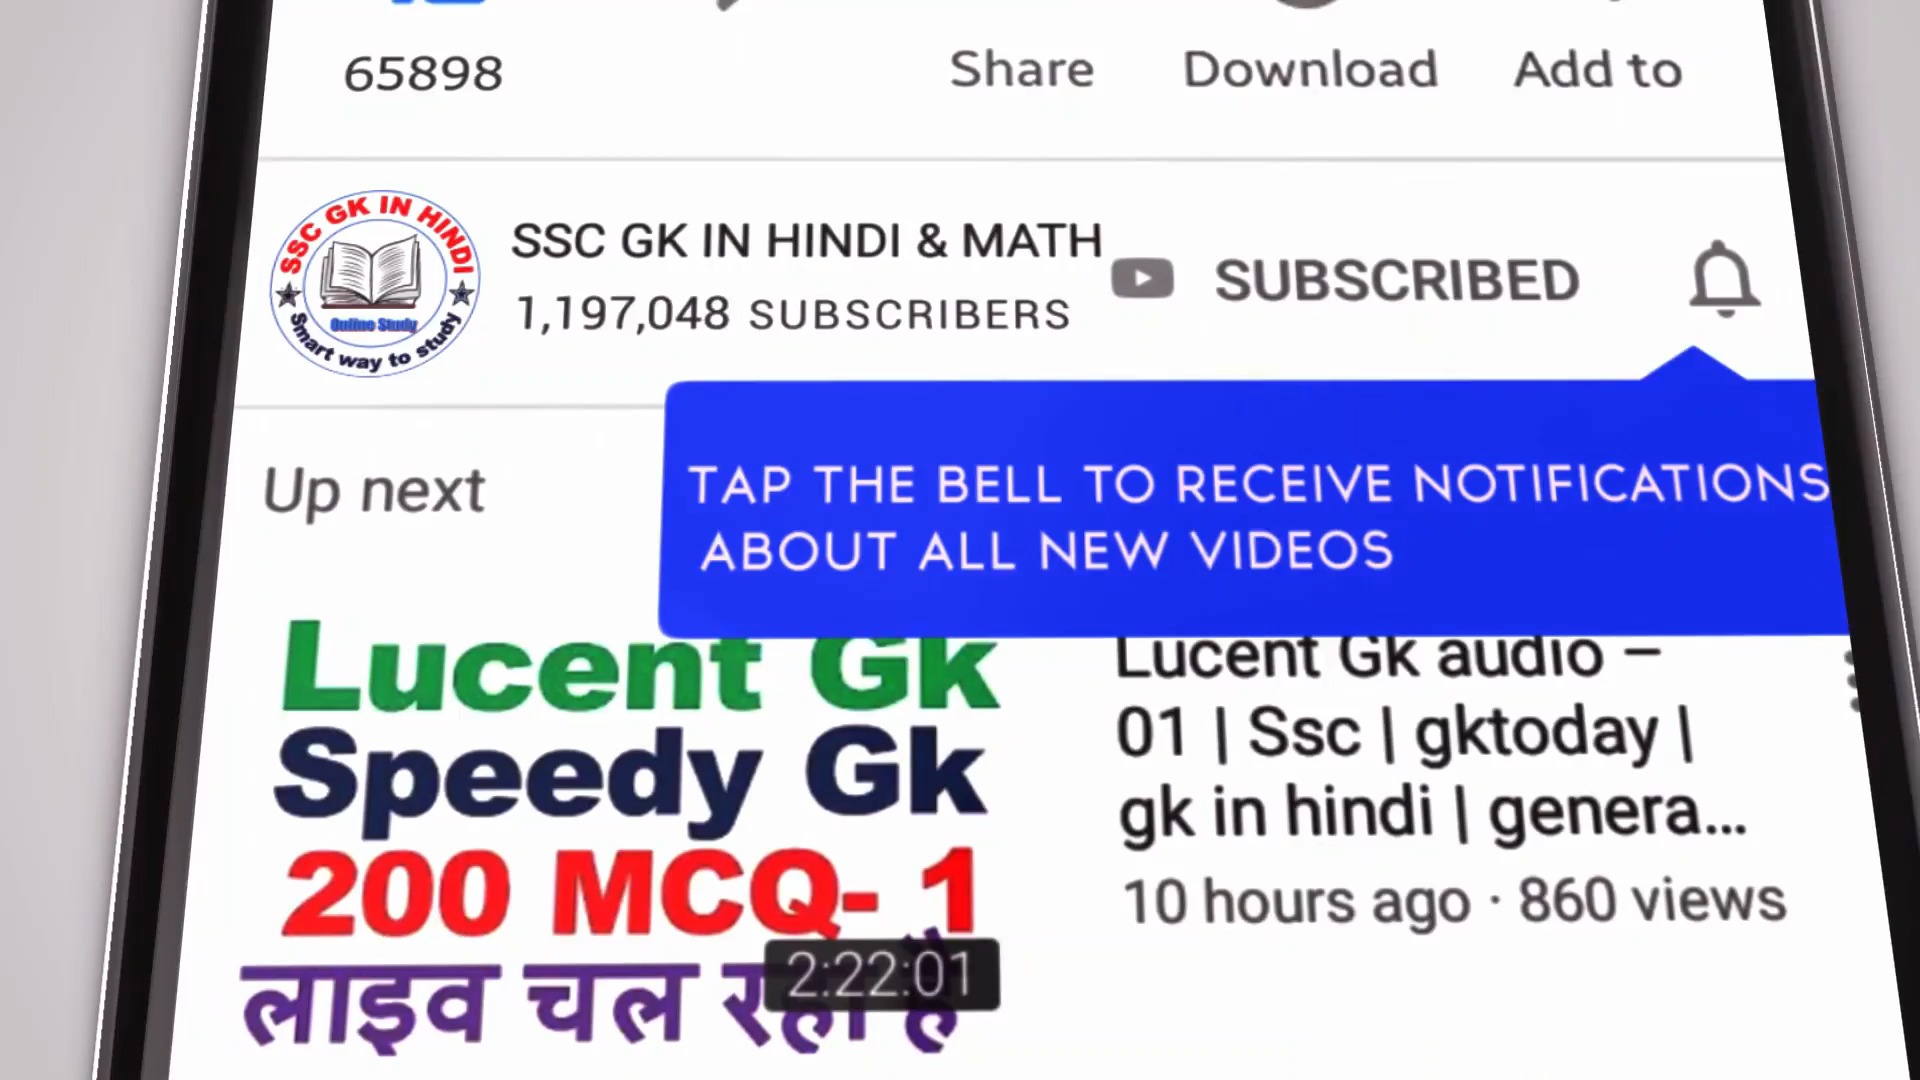 65898
Share Download Add to
SSC GK IN HINDI
Online Study
Smart way to study
SSC GK IN HINDI & MATH
1,197,048 SUBSCRIBERS
SUBSCRIBED
TAP THE BELL TO RECEIVE NOTIFICATIONS
ABOUT ALL NEW VIDEOS
Up next
Lucent Gk
Speedy Gk
200 MCQ- 1
लाइव चल रहा है
2:22:01
Lucent Gk audio –
01 | Ssc | gktoday |
gk in hindi | genera...
10 hours ago · 860 views